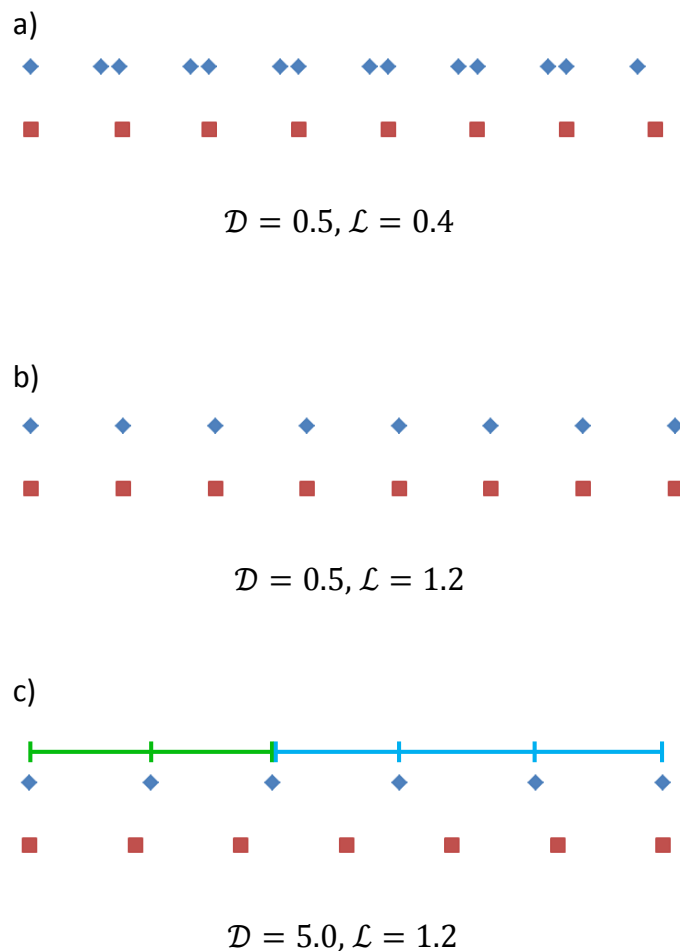 a)
𝒟 = 0.5, ℒ = 0.4
b)
𝒟 = 0.5, ℒ = 1.2
c)
𝒟 = 5.0, ℒ = 1.2